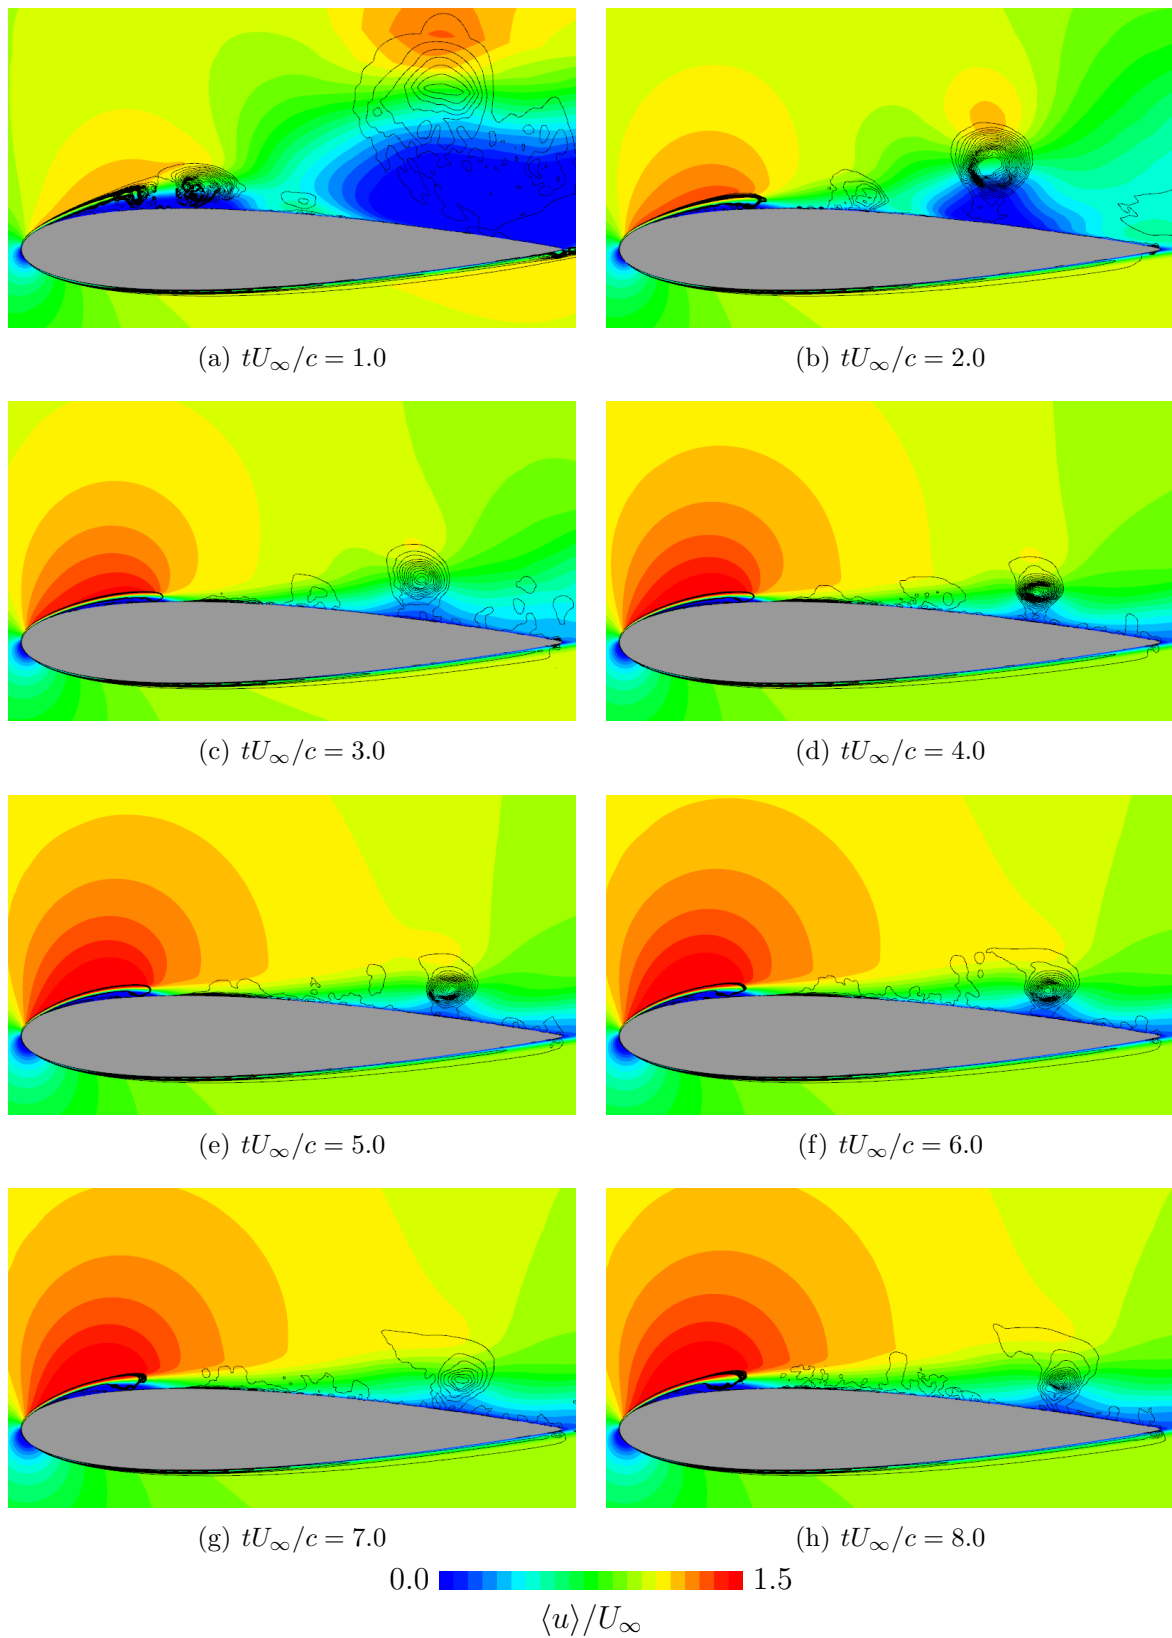 (a) tU∞/c = 1.0
(b) tU∞/c = 2.0
(c) tU∞/c = 3.0
(d) tU∞/c = 4.0
(e) tU∞/c = 5.0
(f) tU∞/c = 6.0
(g) tU∞/c = 7.0
(h) tU∞/c = 8.0
0.0 1.5
⟨u⟩/U∞